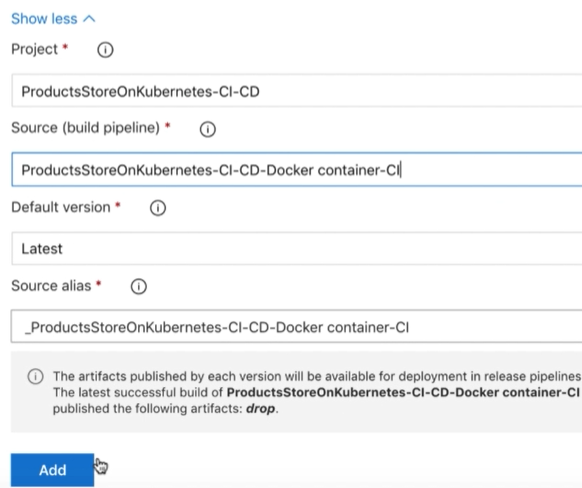 Show less
Project *
ProductsStoreOnKubernetes-CI-CD
Source (build pipeline) *
ProductsStoreOnKubernetes-CI-CD-Docker container-CI
Default version *
Latest
Source alias *
_ProductsStoreOnKubernetes-CI-CD-Docker container-CI
The artifacts published by each version will be available for deployment in release pipelines
The latest successful build of ProductsStoreOnKubernetes-CI-CD-Docker container-CI
published the following artifacts: drop.
Add